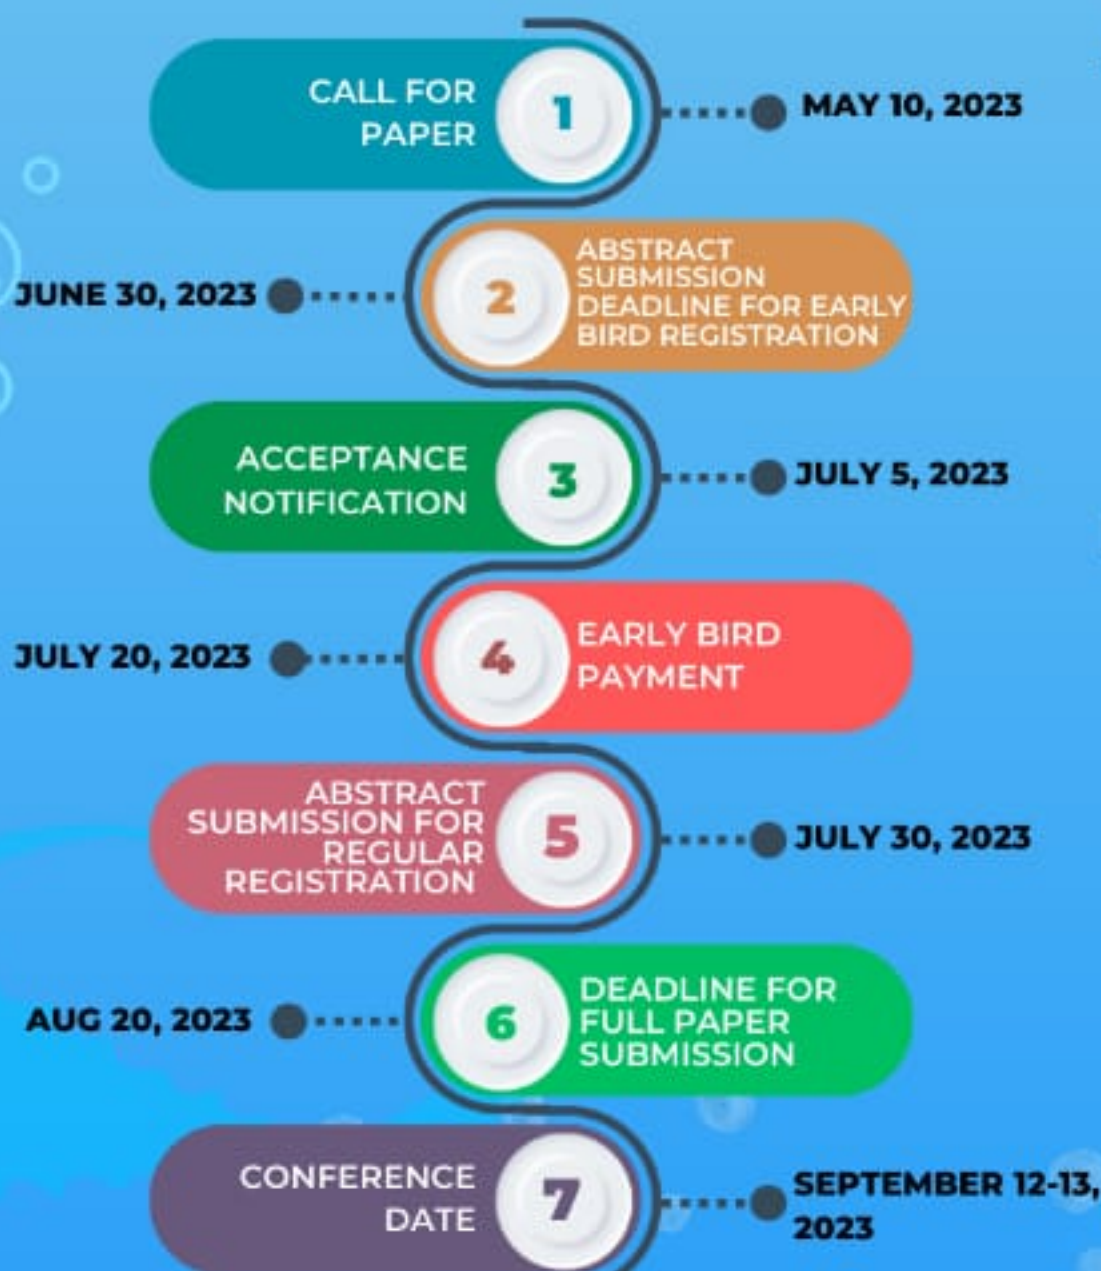 CALL FOR
PAPER
1
MAY 10, 2023
JUNE 30, 2023
2
ABSTRACT
SUBMISSION
DEADLINE FOR EARLY
BIRD REGISTRATION
ACCEPTANCE
NOTIFICATION
3
JULY 5, 2023
JULY 20, 2023
4
EARLY BIRD
PAYMENT
ABSTRACT
SUBMISSION FOR
REGULAR
REGISTRATION
5
JULY 30, 2023
AUG 20, 2023
6
DEADLINE FOR
FULL PAPER
SUBMISSION
CONFERENCE
DATE
7
SEPTEMBER 12-13,
2023